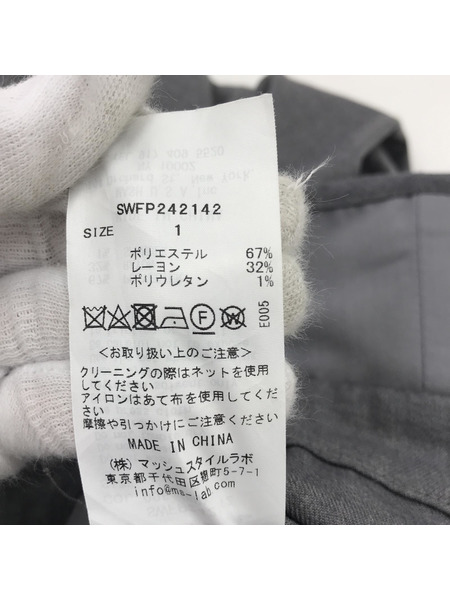 SWFP242142
SIZE 1
ポリエステル 67%
レーヨン 32%
ポリウレタン 1%
F W
E005
<お取り扱い上のご注意>
クリーニングの際はネットを使用
してください
アイロンはあて布を使用してください
摩擦や引っかけにご注意ください
MADE IN CHINA
(株) マッシュスタイルラボ
東京都千代田区麹町5-7-1
info@ms-lab.com